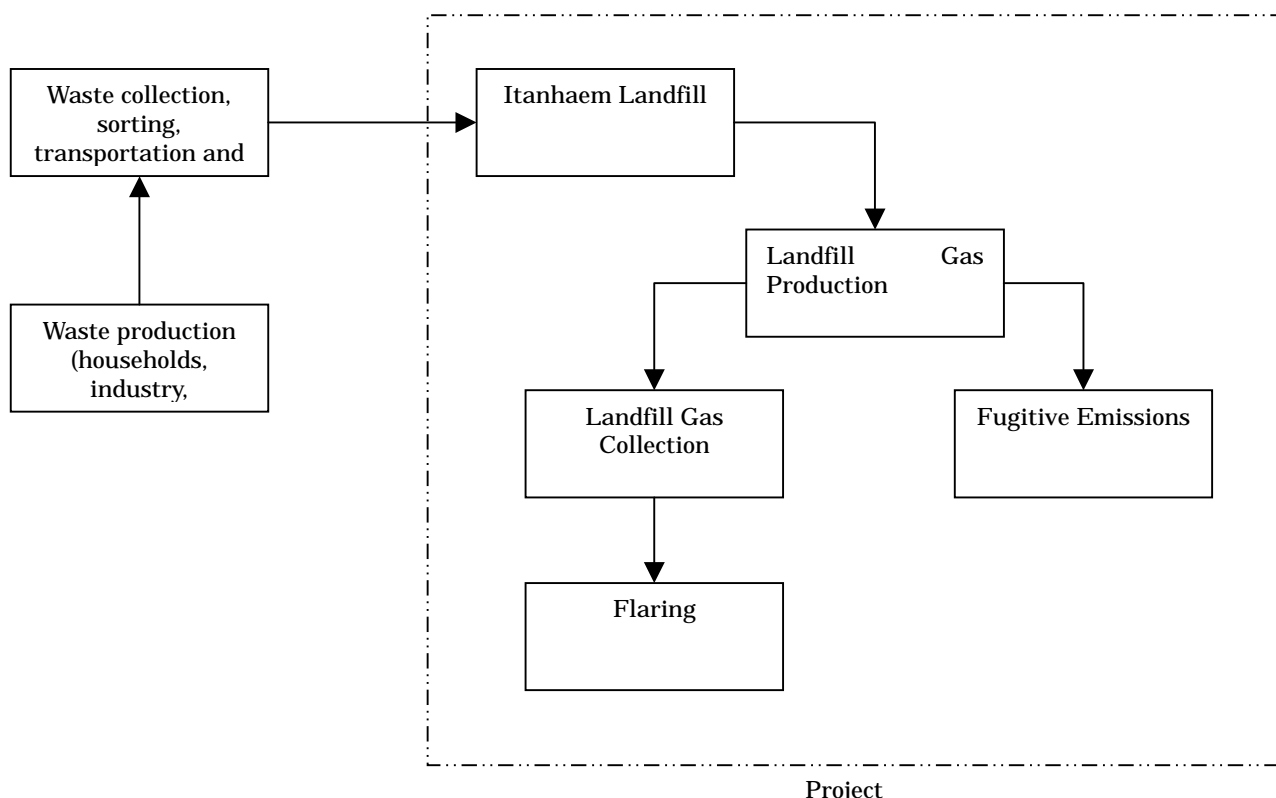 Waste collection,
sorting,
transportation and
Itanhaem Landfill
Landfill Gas
Production
Waste production
(households,
industry,
Landfill Gas
Collection
Fugitive Emissions
Flaring
Project